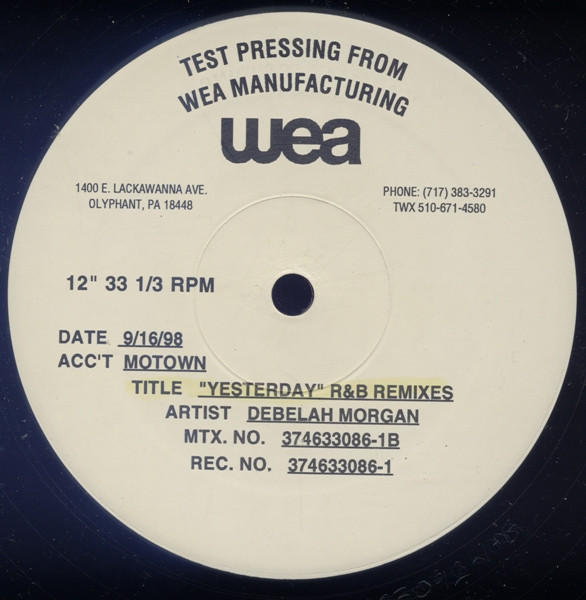 TEST PRESSING FROM
WEA MANUFACTURING
wea
1400 E. LACKAWANNA AVE.
OLYPHANT, PA 18448
PHONE: (717) 383-3291
TWX 510-671-4580
12" 33 1/3 RPM
DATE 9/16/98
ACC'T MOTOWN
TITLE "YESTERDAY" R&B REMIXES
ARTIST DEBELAH MORGAN
MTX. NO. 374633086-1B
REC. NO. 374633086-1